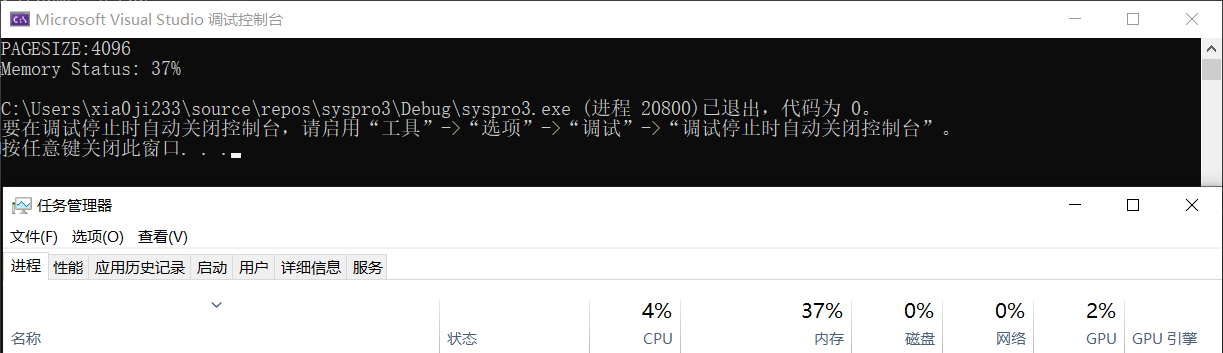 Microsoft Visual Studio 调试控制台
PAGESIZE:4096
Memory Status: 37%
C:\Users\xia0ji233\source\repos\syspro3\Debug\syspro3.exe (进程 20800)已退出，代码为 0。
要在调试停止时自动关闭控制台，请启用“工具”->“选项”->“调试”->“调试停止时自动关闭控制台”。
按任意键关闭此窗口. . .
任务管理器
文件(F) 选项(O) 查看(V)
进程 性能 应用历史记录 启动 用户 详细信息 服务
4% 37% 0% 0% 2%
名称 状态 CPU 内存 磁盘 网络 GPU GPU 引擎